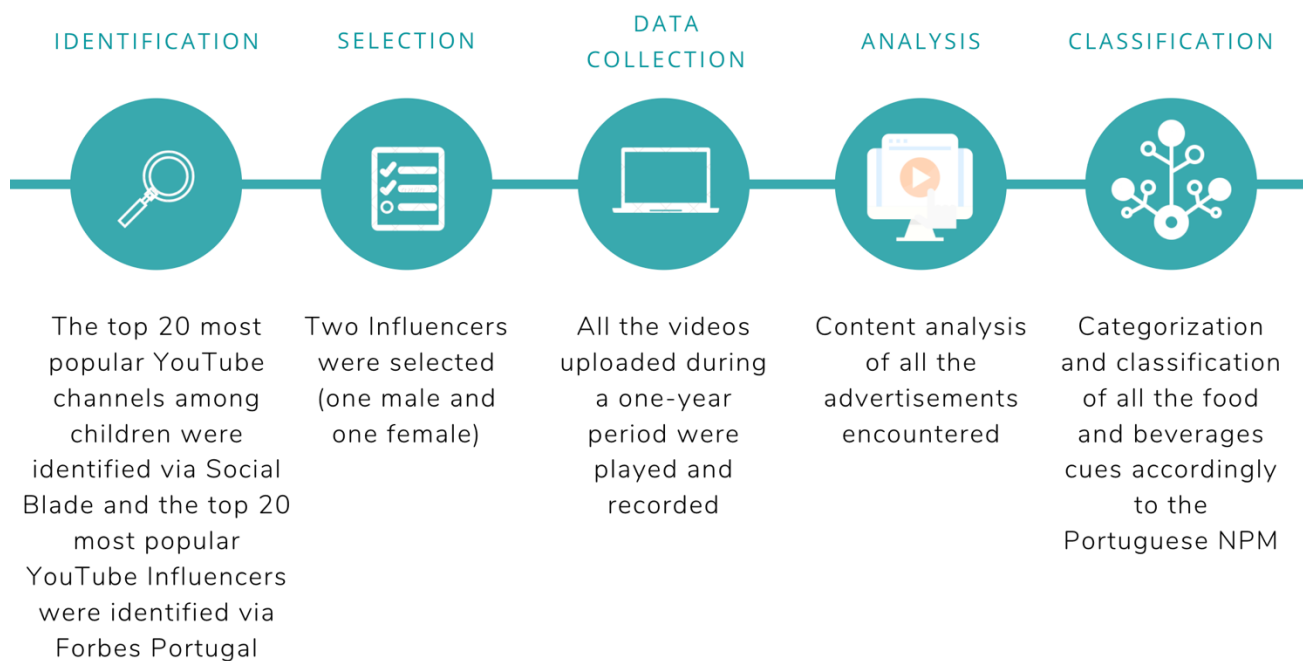 IDENTIFICATION
The top 20 most
popular YouTube
channels among
children were
identified via Social
Blade and the top 20
most popular
YouTube Influencers
were identified via
Forbes Portugal
SELECTION
Two Influencers
were selected
(one male and
one female)
DATA
COLLECTION
All the videos
uploaded during
a one-year
period were
played and
recorded
ANALYSIS
Content analysis
of all the
advertisements
encountered
CLASSIFICATION
Categorization
and classification
of all the food
and beverages
cues accordingly
to the
Portuguese NPM